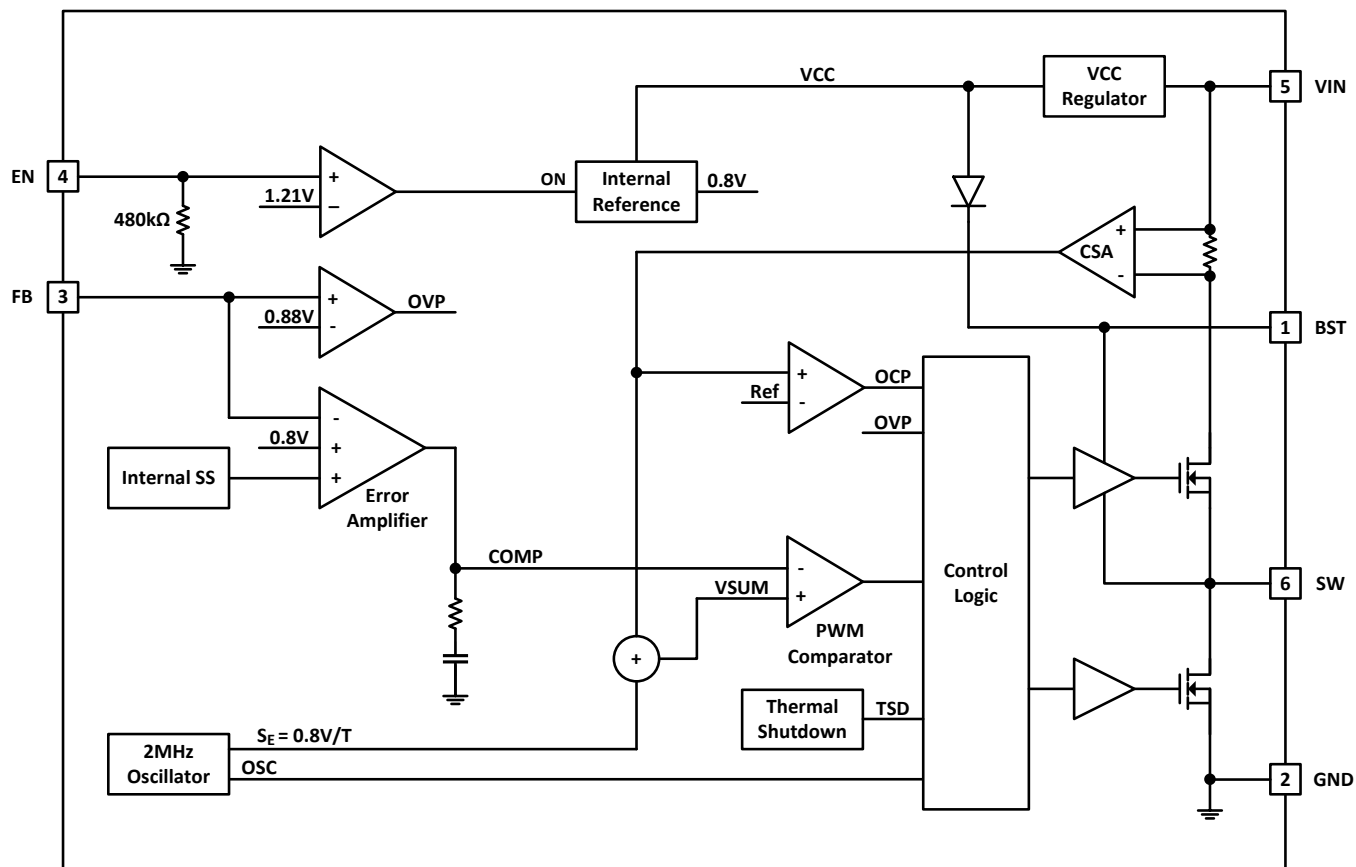 VCC
VCC
Regulator
5
VIN
EN
4
+
1.21V
–
480kΩ
ON
Internal
Reference
0.8V
+
CSA
-
FB
3
+
0.88V
-
OVP
1
BST
-
0.8V
+
+
Internal SS
Error
Amplifier
+
Ref
-
OCP
OVP
COMP
-
VSUM
+
PWM
Comparator
Control
Logic
6
SW
+
Thermal
Shutdown
TSD
2MHz
Oscillator
SE = 0.8V/T
OSC
2
GND